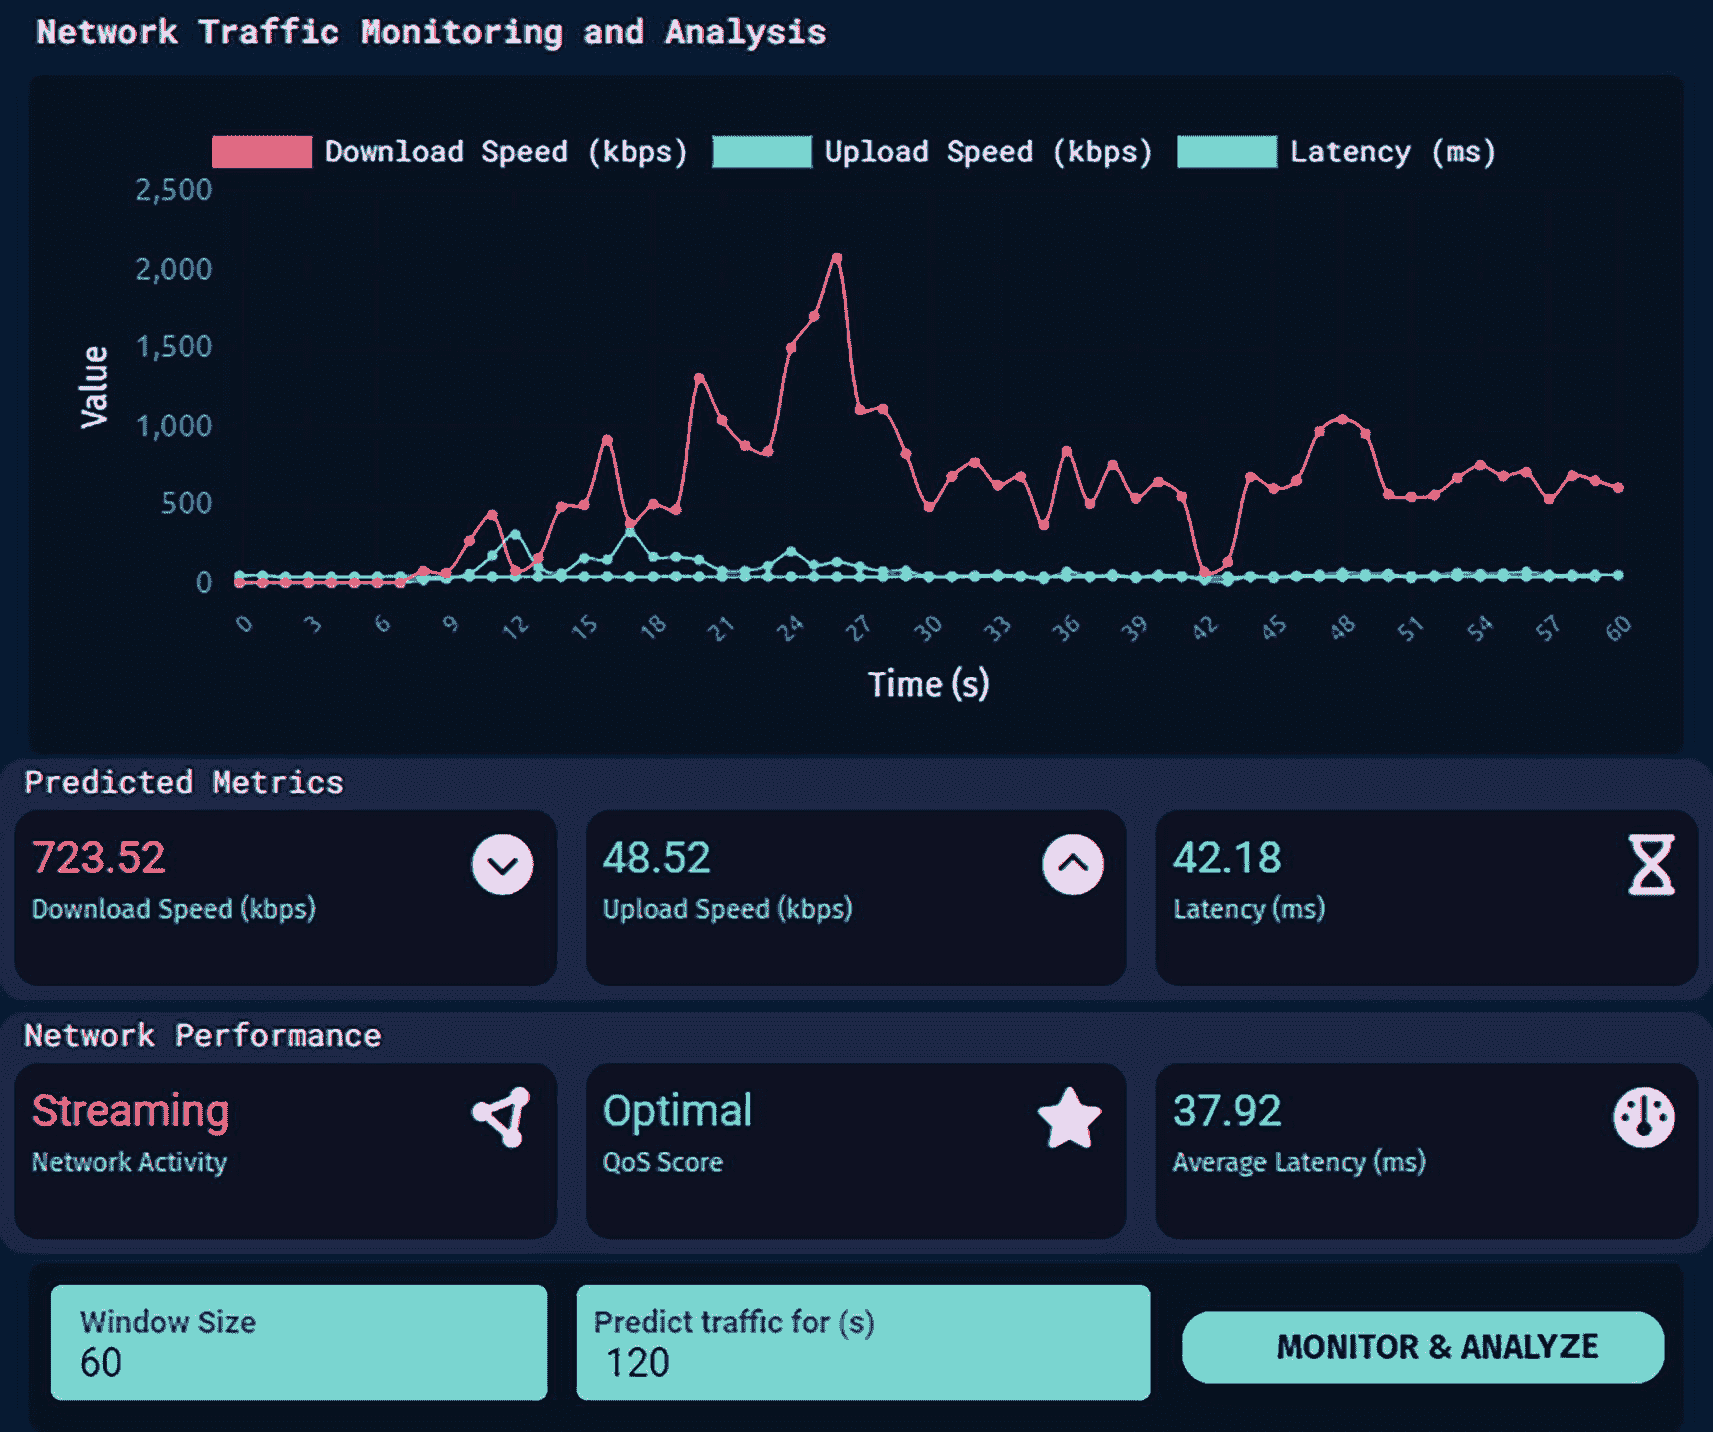 Network Traffic Monitoring and Analysis
Download Speed (kbps) Upload Speed (kbps) Latency (ms)
2,500
2,000
1,500
1,000
500
0
Value
0 3 6 9 12 15 18 21 24 27 30 33 36 39 42 45 48 51 54 57 60
Time (s)
Predicted Metrics
723.52 48.52 42.18
Download Speed (kbps) Upload Speed (kbps) Latency (ms)
Network Performance
Streaming Optimal 37.92
Network Activity QoS Score Average Latency (ms)
Window Size Predict traffic for (s)
60 120
MONITOR & ANALYZE